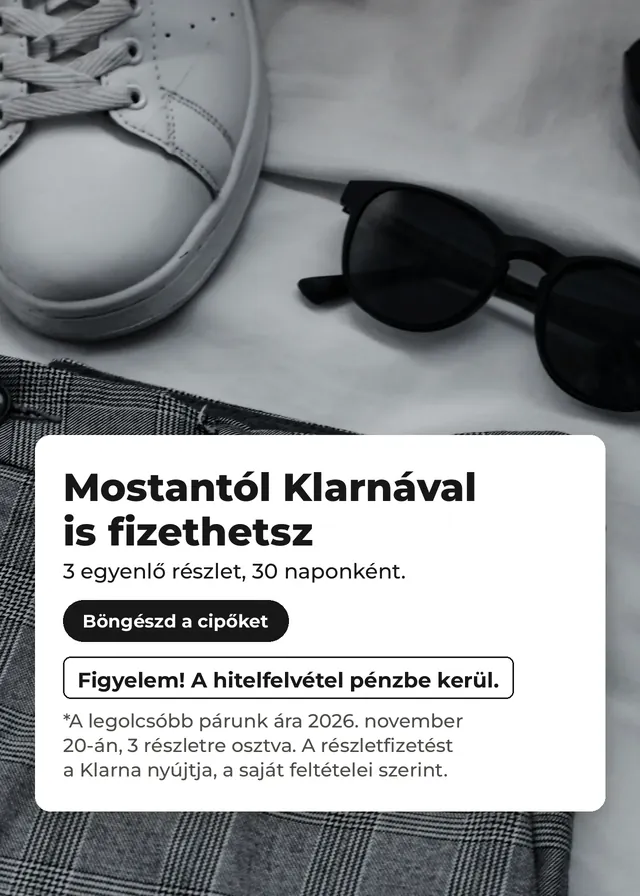 Mostantól Klarnával
is fizethetsz
3 egyenlő részlet, 30 naponként.
Böngészd a cipőket
Figyelem! A hitelfelvétel pénzbe kerül.
*A legolcsóbb párunk ára 2026. november
20-án, 3 részletre osztva. A részletfizetést
a Klarna nyújtja, a saját feltételei szerint.